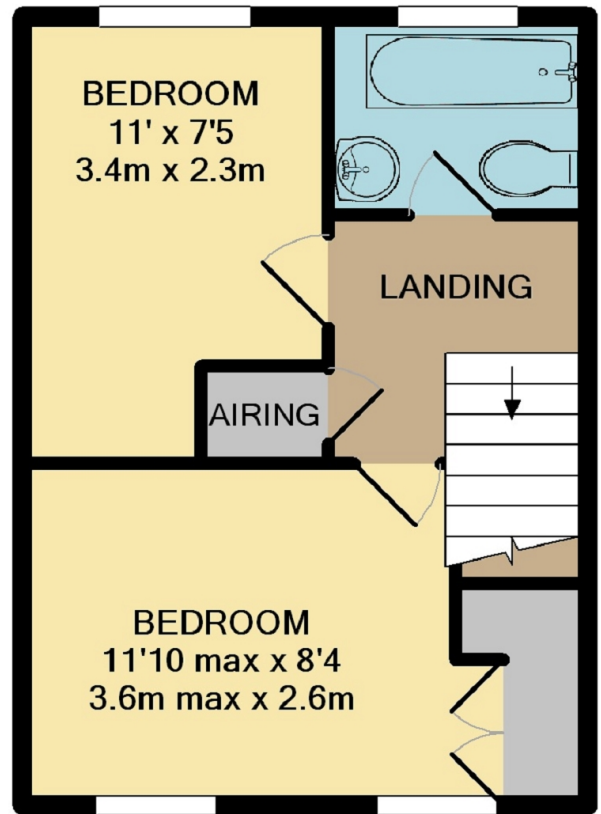 BEDROOM
11' x 7'5
3.4m x 2.3m
LANDING
AIRING
BEDROOM
11'10 max x 8'4
3.6m max x 2.6m